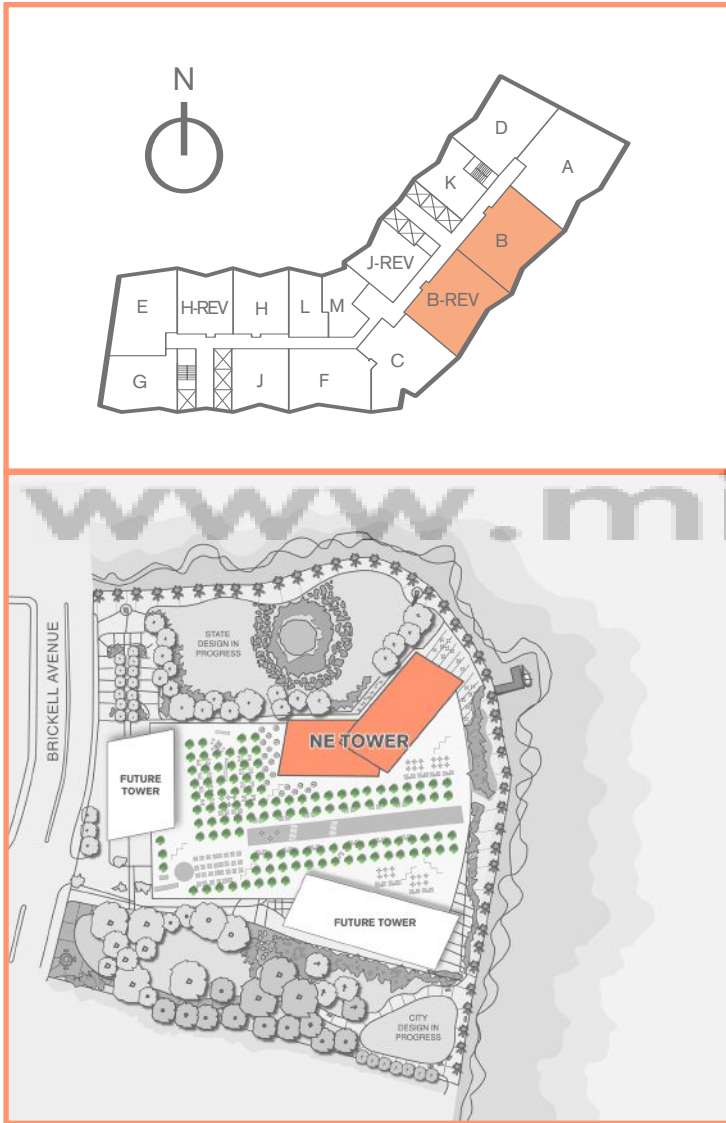 N
D
A
K
B
J-REV
B-REV
E
H-REV
H
L
M
C
G
J
F
www.m
BRICKELL AVENUE
STATE
DESIGN IN
PROGRESS
NE TOWER
FUTURE
TOWER
FUTURE TOWER
CITY
DESIGN IN
PROGRESS